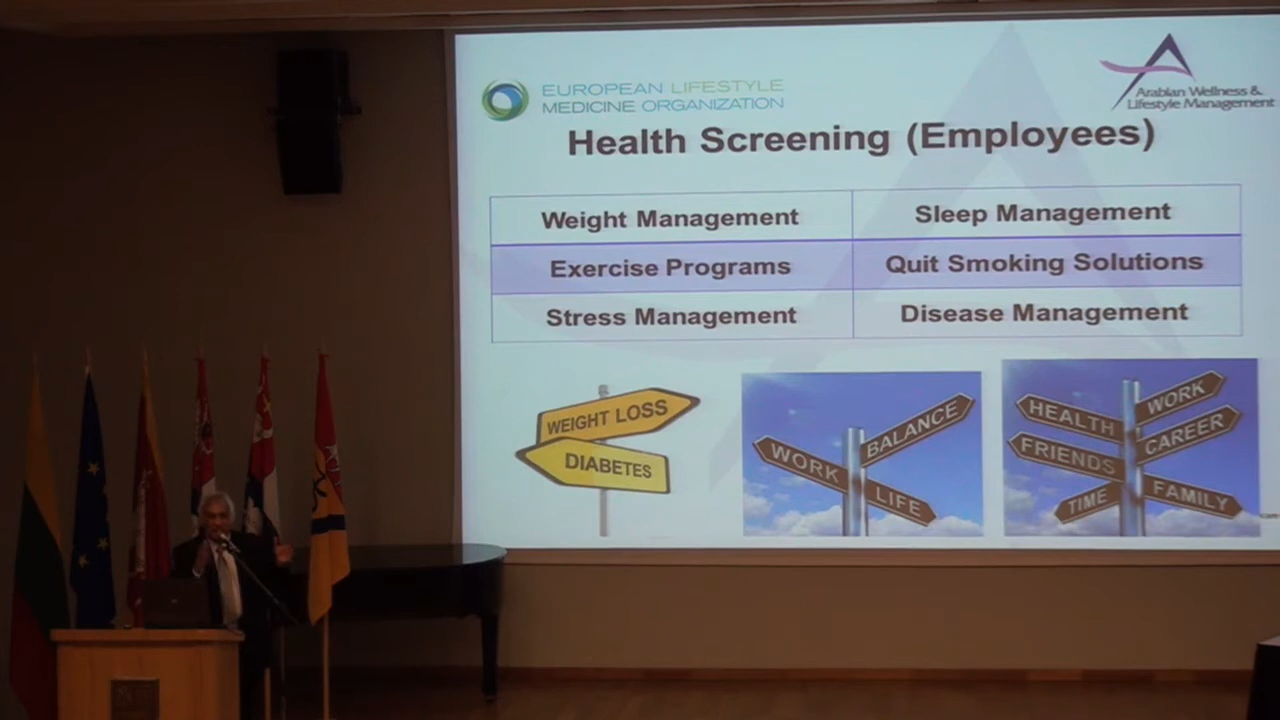 EUROPEAN LIFESTYLE
MEDICINE ORGANIZATION
Arabian Wellness &
Lifestyle Management
Health Screening (Employees)
Weight Management
Sleep Management
Exercise Programs
Quit Smoking Solutions
Stress Management
Disease Management
WEIGHT LOSS
DIABETES
WORK
BALANCE
LIFE
HEALTH
WORK
FRIENDS
CAREER
TIME
FAMILY